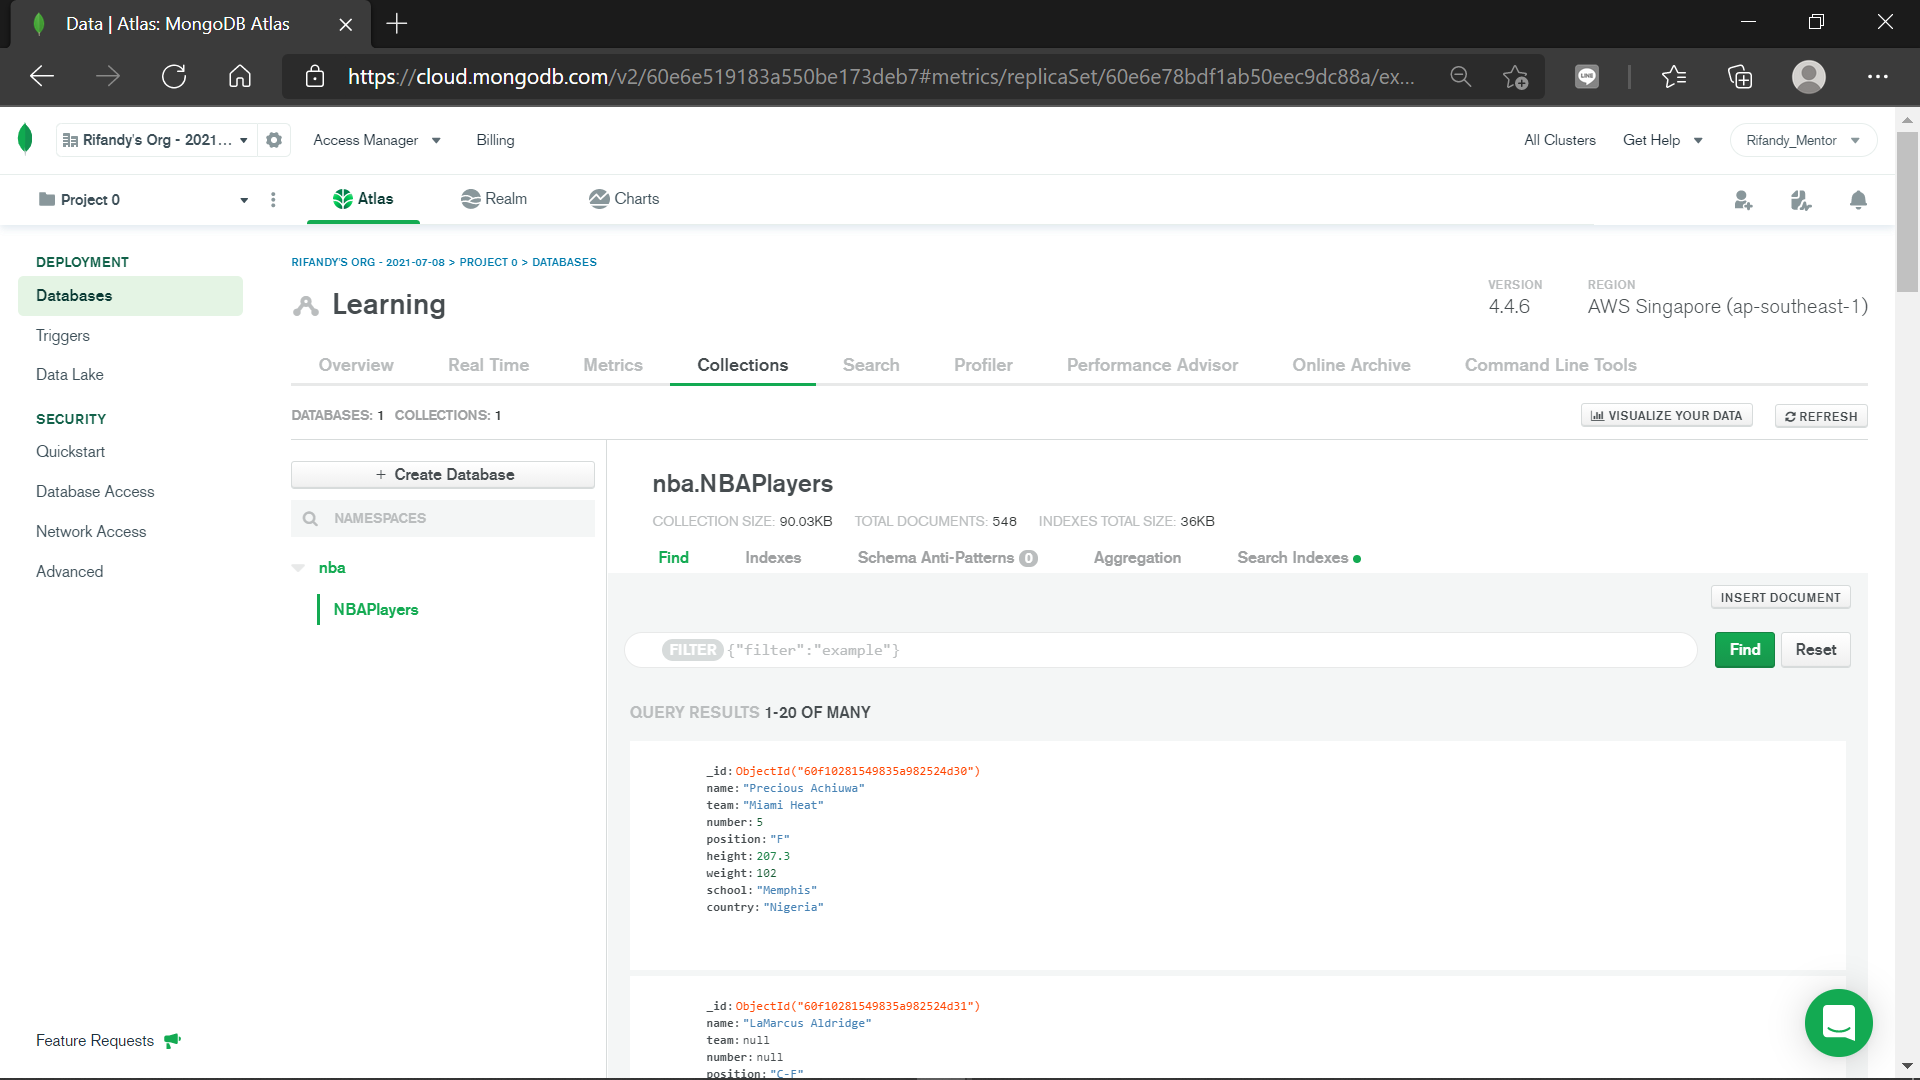 Data | Atlas: MongoDB Atlas
https://cloud.mongodb.com/v2/60e6e519183a550be173deb7#metrics/replicaSet/60e6e78bdf1ab50eec9dc88a/ex...
LINE
Rifandy's Org - 2021... Access Manager Billing All Clusters Get Help Rifandy_Mentor
Project 0 Atlas Realm Charts
DEPLOYMENT
Databases
Triggers
Data Lake
SECURITY
Quickstart
Database Access
Network Access
Advanced
Feature Requests
RIFANDY'S ORG - 2021-07-08 > PROJECT 0 > DATABASES
Learning
VERSION
4.4.6
REGION
AWS Singapore (ap-southeast-1)
Overview Real Time Metrics Collections Search Profiler Performance Advisor Online Archive Command Line Tools
DATABASES: 1 COLLECTIONS: 1
VISUALIZE YOUR DATA REFRESH
+ Create Database
NAMESPACES
nba
NBAPlayers
nba.NBAPlayers
COLLECTION SIZE: 90.03KB TOTAL DOCUMENTS: 548 INDEXES TOTAL SIZE: 36KB
Find Indexes Schema Anti-Patterns 0 Aggregation Search Indexes
INSERT DOCUMENT
FILTER {"filter":"example"} Find Reset
QUERY RESULTS 1-20 OF MANY
_id: ObjectId("60f10281549835a982524d30")
name: "Precious Achiuwa"
team: "Miami Heat"
number: 5
position: "F"
height: 207.3
weight: 102
school: "Memphis"
country: "Nigeria"
_id: ObjectId("60f10281549835a982524d31")
name: "LaMarcus Aldridge"
team: null
number: null
position: "C-F"